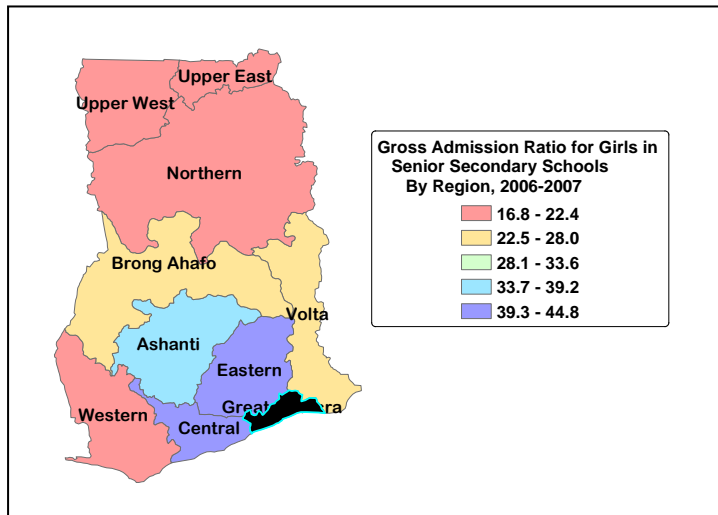 Upper East
Upper West
Northern
Brong Ahafo
Volta
Ashanti
Eastern
Great ra
Western
Central
Gross Admission Ratio for Girls in
Senior Secondary Schools
By Region, 2006-2007
16.8 - 22.4
22.5 - 28.0
28.1 - 33.6
33.7 - 39.2
39.3 - 44.8